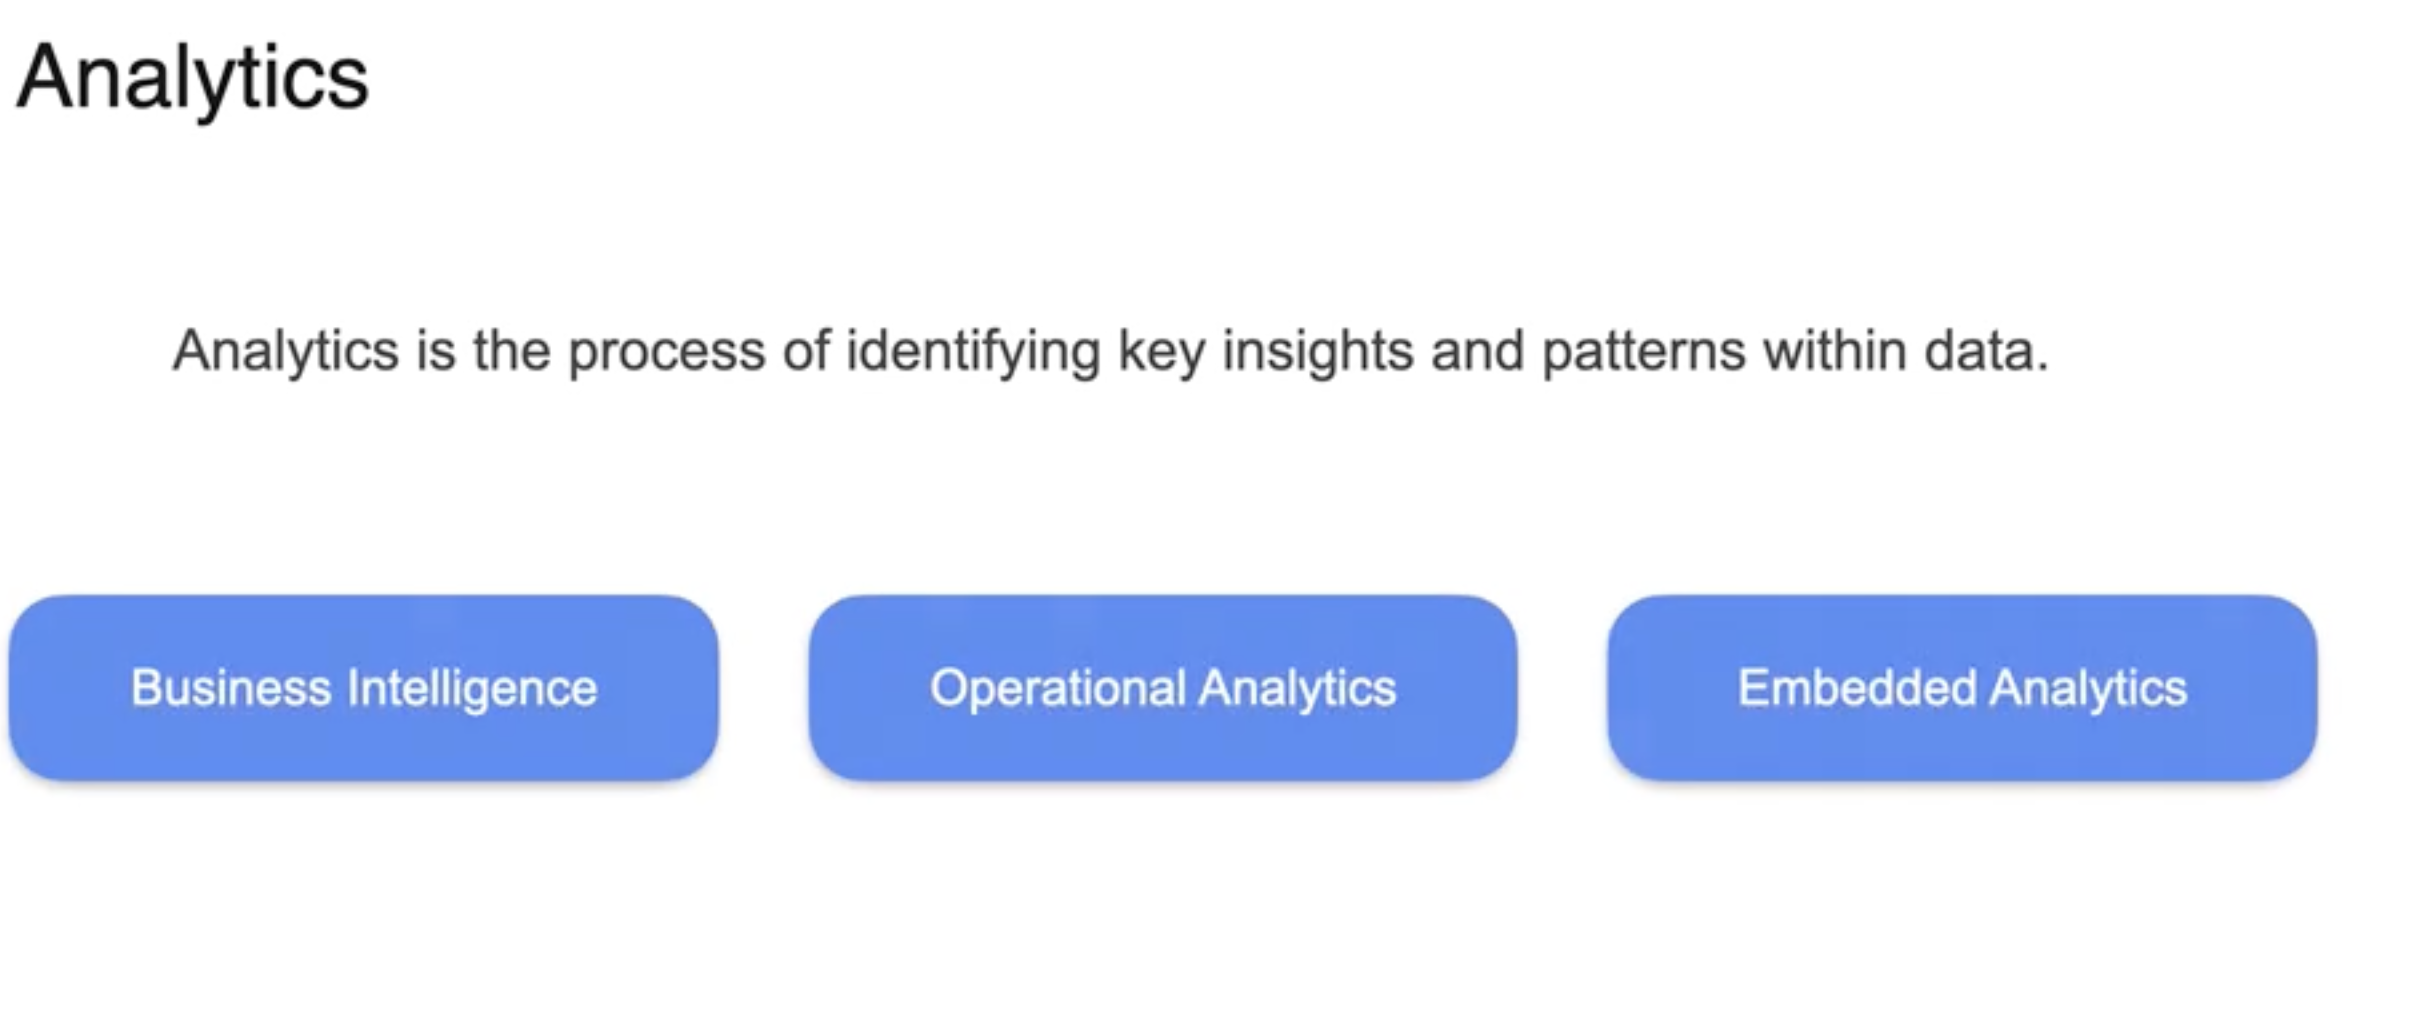 Analytics
Analytics is the process of identifying key insights and patterns within data.
Business Intelligence
Operational Analytics
Embedded Analytics